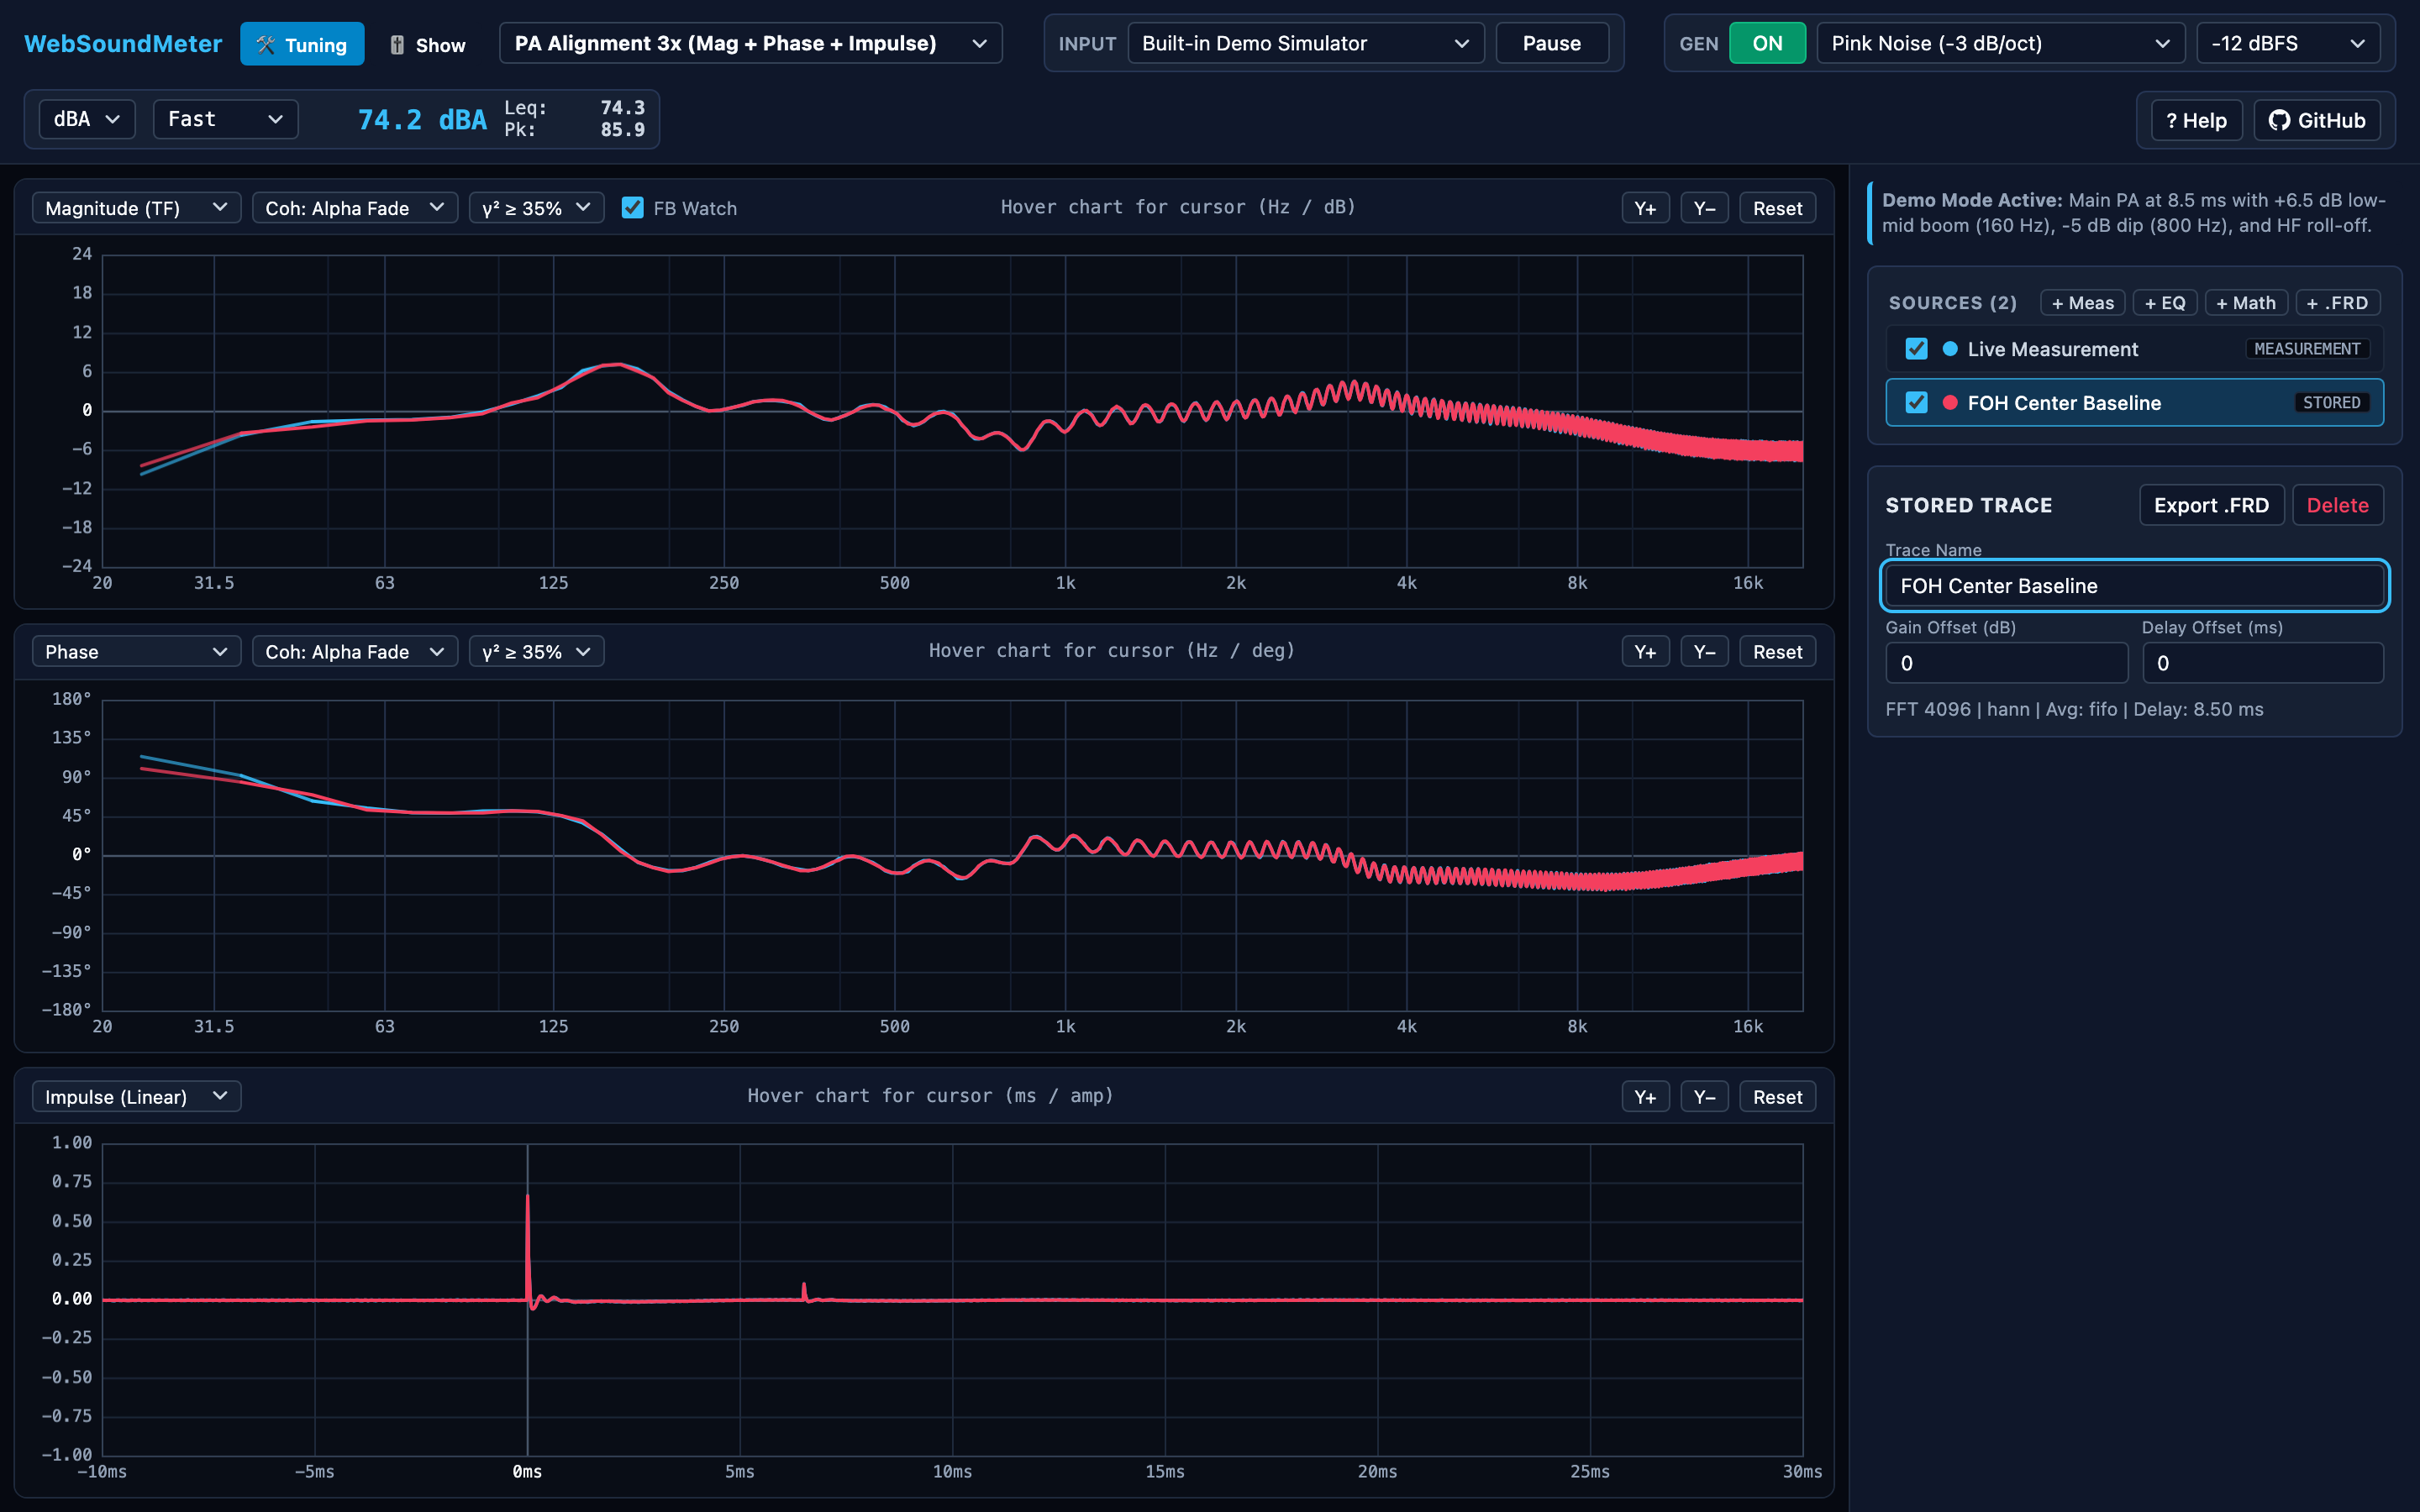 WebSoundMeter Tuning Show PA Alignment 3x (Mag + Phase + Impulse) INPUT Built-in Demo Simulator Pause GEN ON Pink Noise (-3 dB/oct) -12 dBFS
dBA Fast 74.2 dBA Leq: 74.3
Pk: 85.9
? Help GitHub
Magnitude (TF) Coh: Alpha Fade γ² ≥ 35% FB Watch Hover chart for cursor (Hz / dB) Y+ Y− Reset
24
18
12
6
0
−6
−12
−18
−24
20 31.5 63 125 250 500 1k 2k 4k 8k 16k
Phase Coh: Alpha Fade γ² ≥ 35% Hover chart for cursor (Hz / deg) Y+ Y− Reset
180°
135°
90°
45°
0°
−45°
−90°
−135°
−180°
20 31.5 63 125 250 500 1k 2k 4k 8k 16k
Impulse (Linear) Hover chart for cursor (ms / amp) Y+ Y− Reset
1.00
0.75
0.50
0.25
0.00
−0.25
−0.50
−0.75
−1.00
−10ms −5ms 0ms 5ms 10ms 15ms 20ms 25ms 30ms
Demo Mode Active: Main PA at 8.5 ms with +6.5 dB low-
mid boom (160 Hz), -5 dB dip (800 Hz), and HF roll-off.
SOURCES (2) + Meas + EQ + Math + .FRD
Live Measurement MEASUREMENT
FOH Center Baseline STORED
STORED TRACE Export .FRD Delete
Trace Name
FOH Center Baseline
Gain Offset (dB) Delay Offset (ms)
0 0
FFT 4096 | hann | Avg: fifo | Delay: 8.50 ms